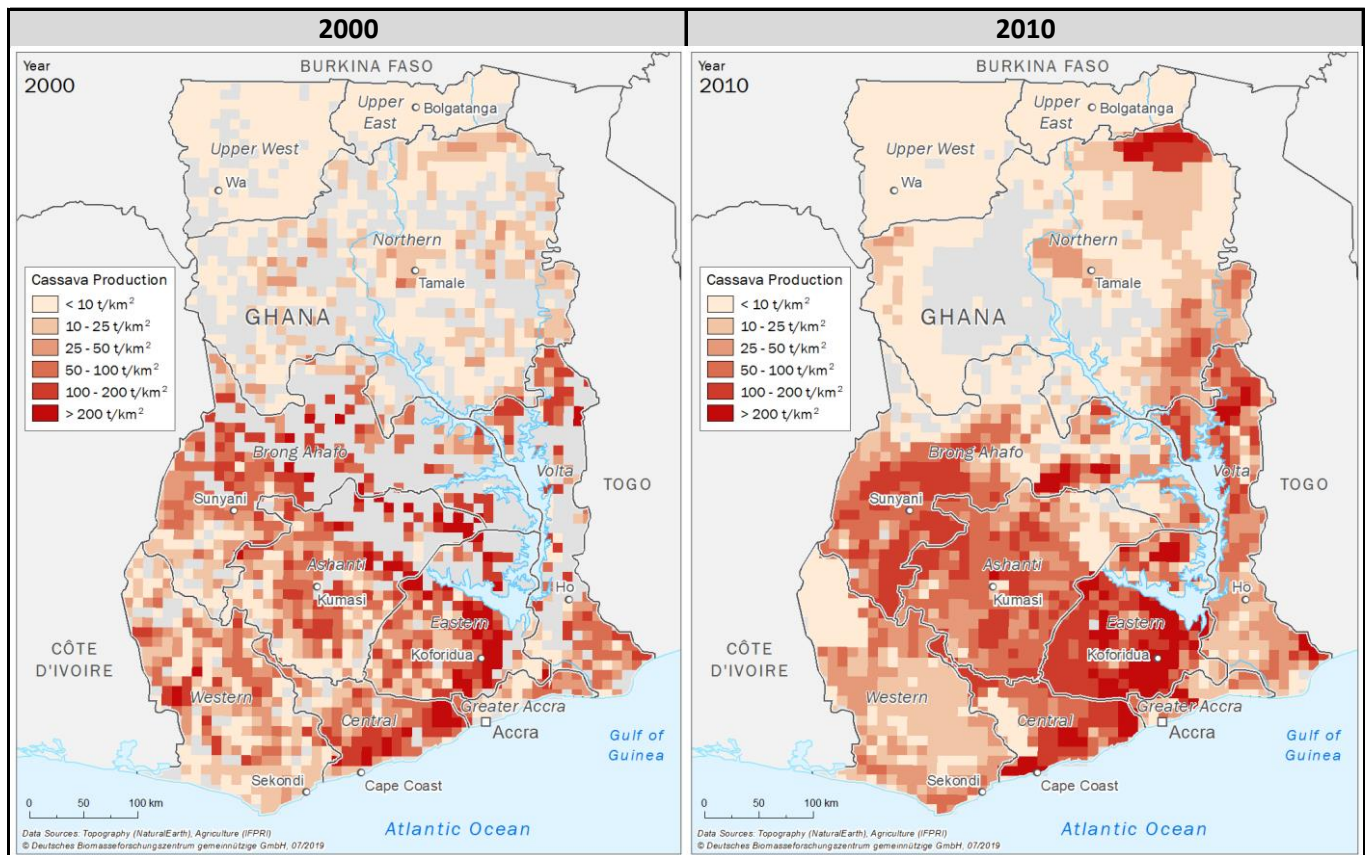 2000
2010
Year
2000
BURKINA FASO
Upper East
Bolgatanga
Upper West
Wa
Northern
Tamale
GHANA
Cassava Production
< 10 t/km²
10 - 25 t/km²
25 - 50 t/km²
50 - 100 t/km²
100 - 200 t/km²
> 200 t/km²
Brong Ahafo
Volta
TOGO
Sunyani
Ashanti
Kumasi
Ho
Eastern
Koforidua
CÔTE
D'IVOIRE
Western
Central
Greater Accra
Accra
Gulf of
Guinea
Sekondi
Cape Coast
0 50 100 km
Atlantic Ocean
Data Sources: Topography (NaturalEarth), Agriculture (IFPRI)
© Deutsches Biomasseforschungszentrum gemeinnützige GmbH, 07/2019
Year
2010
BURKINA FASO
Upper East
Bolgatanga
Upper West
Wa
Northern
Tamale
GHANA
Cassava Production
< 10 t/km²
10 - 25 t/km²
25 - 50 t/km²
50 - 100 t/km²
100 - 200 t/km²
> 200 t/km²
Brong Ahafo
Volta
TOGO
Sunyani
Ashanti
Kumasi
Ho
Eastern
Koforidua
CÔTE
D'IVOIRE
Western
Central
Greater Accra
Accra
Gulf of
Guinea
Sekondi
Cape Coast
0 50 100 km
Atlantic Ocean
Data Sources: Topography (NaturalEarth), Agriculture (IFPRI)
© Deutsches Biomasseforschungszentrum gemeinnützige GmbH, 07/2019